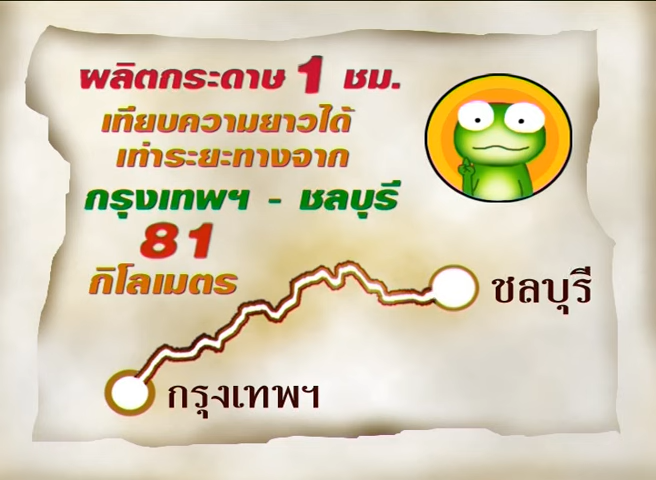 ผลิตกระดาษ 1 ชม.
เทียบความยาวได้
เท่าระยะทางจาก
กรุงเทพฯ - ชลบุรี
81
กิโลเมตร
ชลบุรี
กรุงเทพฯ